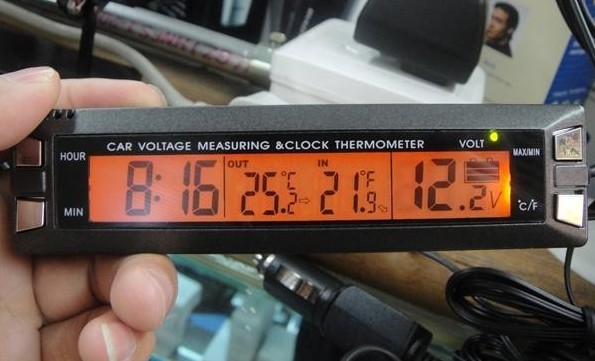 CAR VOLTAGE MEASURING &CLOCK THERMOMETER VOLT
HOUR
MAX/MIN
OUT IN
8:16 25.2°C 21.9°F 12.2V
MIN
°C/F